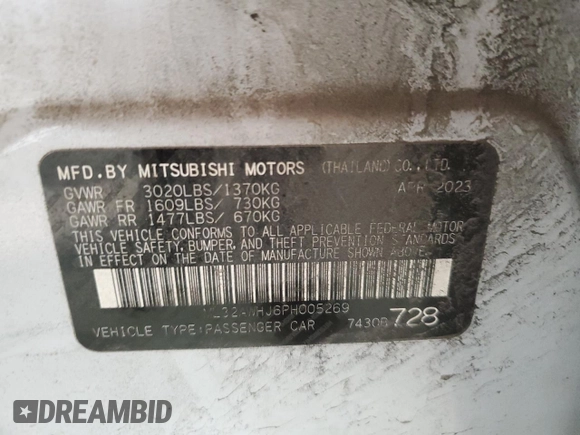 MFD.BY MITSUBISHI MOTORS (THAILAND) CO., LTD.
GVWR 3020LBS/1370KG APR 2023
GAWR FR 1609LBS/ 730KG
GAWR RR 1477LBS/ 670KG
THIS VEHICLE CONFORMS TO ALL APPLICABLE FEDERAL MOTOR
VEHICLE SAFETY, BUMPER, AND THEFT PREVENTION STANDARDS
IN EFFECT ON THE DATE OF MANUFACTURE SHOWN ABOVE.
VEHICLE TYPE:PASSENGER CAR 728
DREAMBID